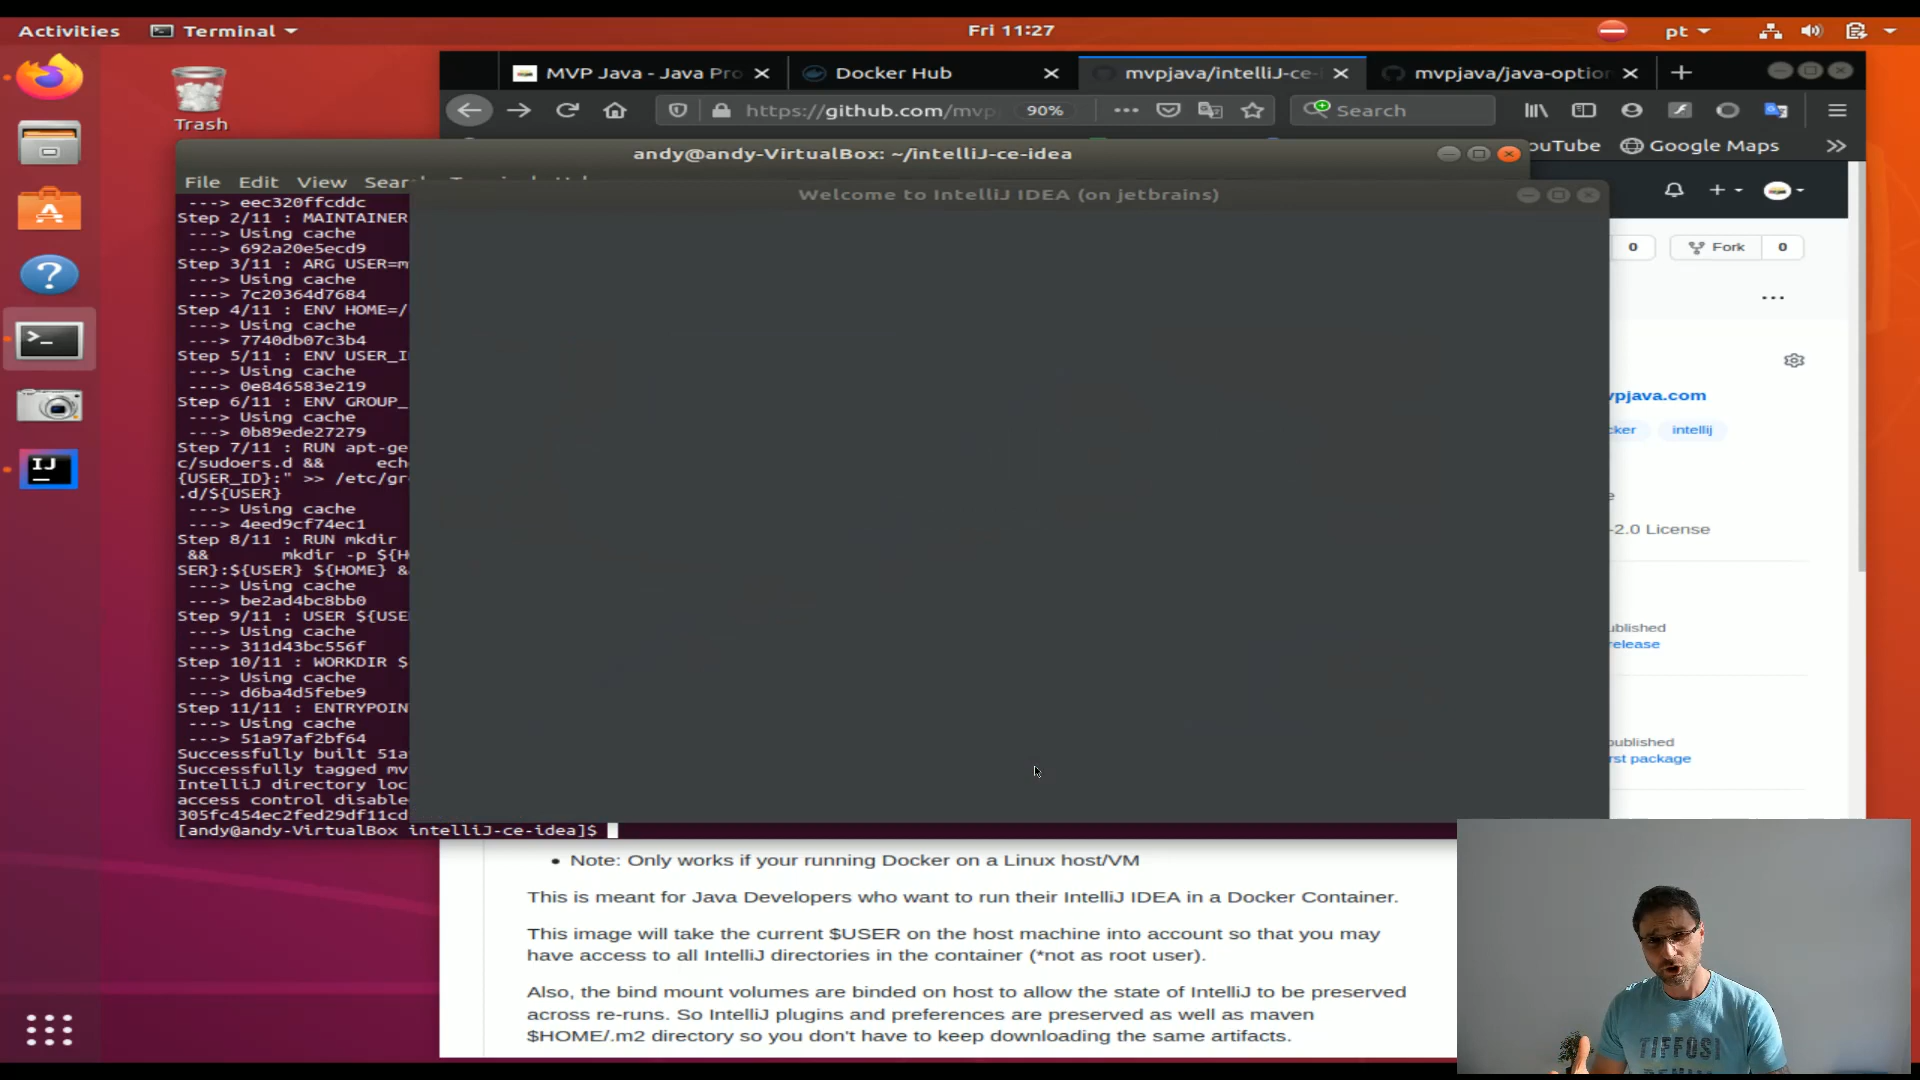 Activities
Terminal
Fri 11:27
pt
Trash
MVP Java - Java Pro
Docker Hub
mvpjava/intelliJ-ce-
mvpjava/java-option
https://github.com/mvp
90%
Search
ouTube
Google Maps
andy@andy-VirtualBox: ~/intelliJ-ce-idea
File Edit View
Welcome to IntelliJ IDEA (on jetbrains)
---> eec320ffcddc
Step 2/11 : MAINTAINER
---> Using cache
---> 692a20e5ecd9
Step 3/11 : ARG USER=m
---> Using cache
---> 7c20364d7684
Step 4/11 : ENV HOME=/
---> Using cache
---> 7740db07c3b4
Step 5/11 : ENV USER_I
---> Using cache
---> 0e846583e219
Step 6/11 : ENV GROUP_
---> Using cache
---> 0b89ede27279
Step 7/11 : RUN apt-ge
c/sudoers.d && ech
{USER_ID}:" >> /etc/gr
.d/${USER}
---> Using cache
---> 4eed9cf74ec1
Step 8/11 : RUN mkdir
&& mkdir -p ${H
SER}:${USER} ${HOME} &
---> Using cache
---> be2ad4bc8bb0
Step 9/11 : USER ${USE
---> Using cache
---> 311d43bc556f
Step 10/11 : WORKDIR $
---> Using cache
---> d6ba4d5febe9
Step 11/11 : ENTRYPOIN
---> Using cache
---> 51a97af2bf64
Successfully built 51a
Successfully tagged mv
IntelliJ directory loc
access control disable
305fc454ec2fed29df11cd
[andy@andy-VirtualBox intelliJ-ce-idea]$
0
Fork
0
vpjava.com
cker
intellij
e
-2.0 License
ublished
release
published
rst package
IJ
Note: Only works if your running Docker on a Linux host/VM
This is meant for Java Developers who want to run their IntelliJ IDEA in a Docker Container.
This image will take the current $USER on the host machine into account so that you may
have access to all IntelliJ directories in the container (*not as root user).
Also, the bind mount volumes are binded on host to allow the state of IntelliJ to be preserved
across re-runs. So IntelliJ plugins and preferences are preserved as well as maven
$HOME/.m2 directory so you don't have to keep downloading the same artifacts.
TIFFOSI
DENIM